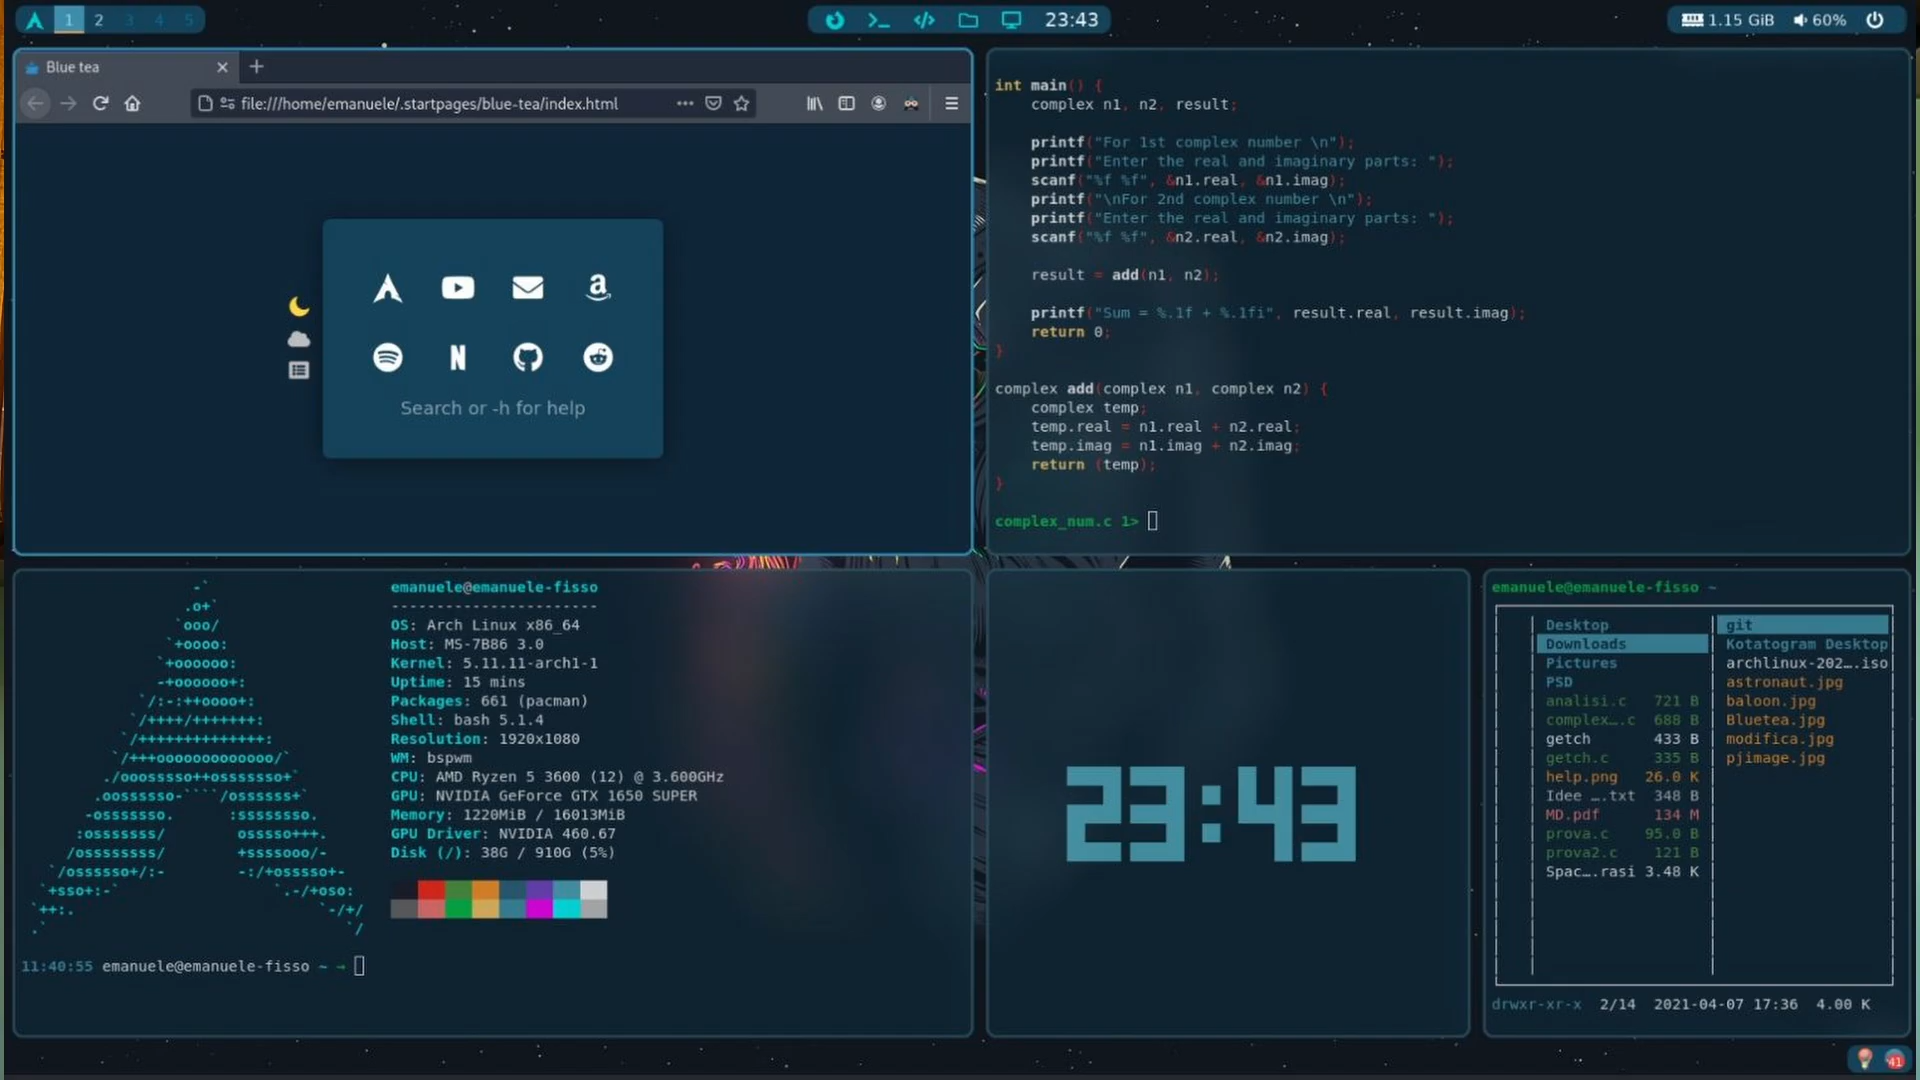 1 2 3 4 5
23:43
1.15 GiB 60%
Blue tea
file:///home/emanuele/.startpages/blue-tea/index.html
Search or -h for help
int main() {
    complex n1, n2, result;
    printf("For 1st complex number \n");
    printf("Enter the real and imaginary parts: ");
    scanf("%f %f", &n1.real, &n1.imag);
    printf("\nFor 2nd complex number \n");
    printf("Enter the real and imaginary parts: ");
    scanf("%f %f", &n2.real, &n2.imag);
    result = add(n1, n2);
    printf("Sum = %.1f + %.1fi", result.real, result.imag);
    return 0;
}
complex add(complex n1, complex n2) {
    complex temp;
    temp.real = n1.real + n2.real;
    temp.imag = n1.imag + n2.imag;
    return (temp);
}
complex_num.c 1>
emanuele@emanuele-fisso
-----------------------
OS: Arch Linux x86_64
Host: MS-7B86 3.0
Kernel: 5.11.11-arch1-1
Uptime: 15 mins
Packages: 661 (pacman)
Shell: bash 5.1.4
Resolution: 1920x1080
WM: bspwm
CPU: AMD Ryzen 5 3600 (12) @ 3.600GHz
GPU: NVIDIA GeForce GTX 1650 SUPER
Memory: 1220MiB / 16013MiB
GPU Driver: NVIDIA 460.67
Disk (/): 38G / 910G (5%)
11:40:55 emanuele@emanuele-fisso ~ →
23:43
emanuele@emanuele-fisso ~
Desktop
Downloads
Pictures
PSD
analisi.c 721 B
complex….c 688 B
getch 433 B
getch.c 335 B
help.png 26.0 K
Idee ….txt 348 B
MD.pdf 134 M
prova.c 95.0 B
prova2.c 121 B
Spac….rasi 3.48 K
git
Kotatogram Desktop
archlinux-202….iso
astronaut.jpg
baloon.jpg
Bluetea.jpg
modifica.jpg
pjimage.jpg
drwxr-xr-x 2/14 2021-04-07 17:36 4.00 K
41